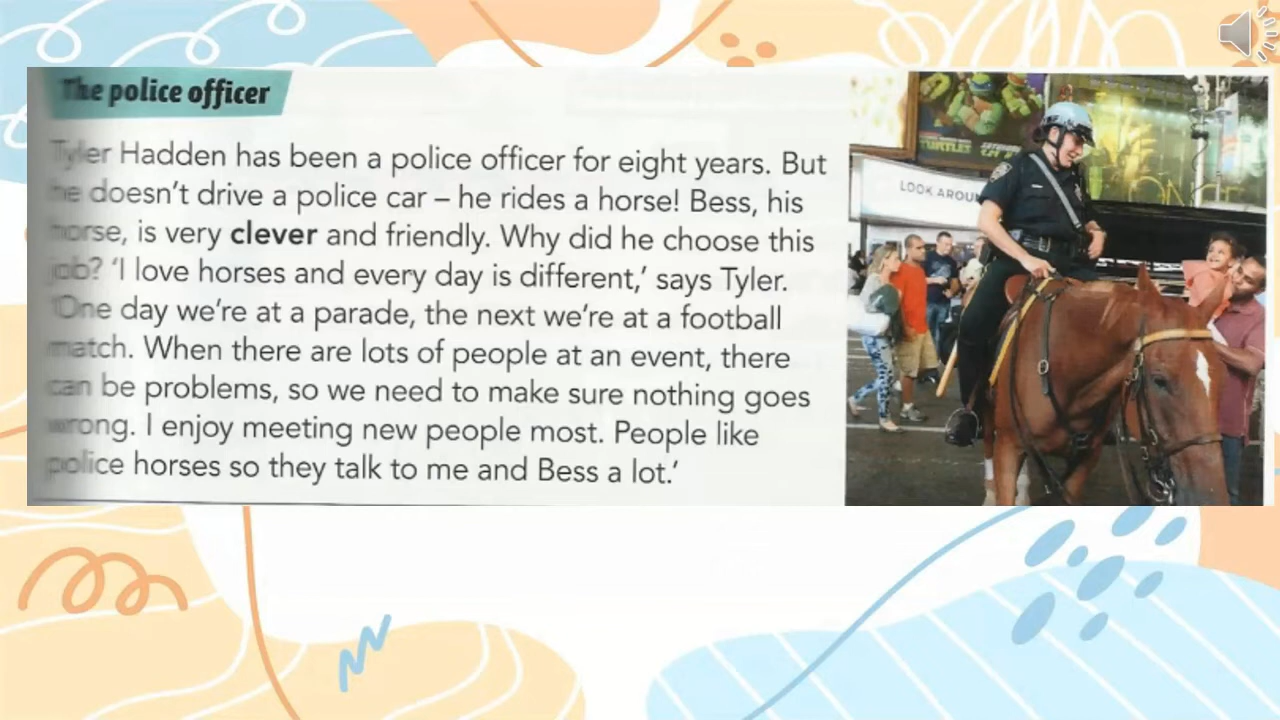 The police officer
Tyler Hadden has been a police officer for eight years. But
he doesn't drive a police car – he rides a horse! Bess, his
horse, is very clever and friendly. Why did he choose this
job? 'I love horses and every day is different,' says Tyler.
'One day we're at a parade, the next we're at a football
match. When there are lots of people at an event, there
can be problems, so we need to make sure nothing goes
wrong. I enjoy meeting new people most. People like
police horses so they talk to me and Bess a lot.'
TURTLES
LOOK AROUN